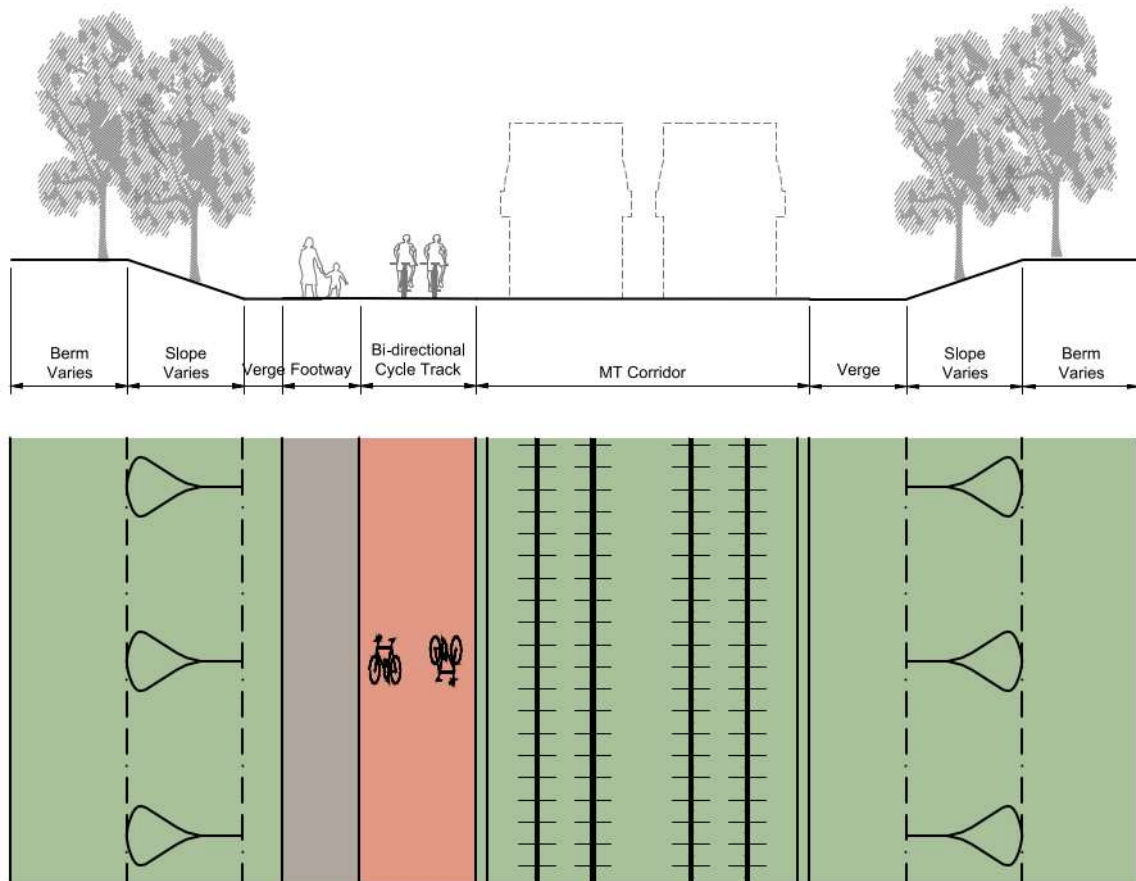 Berm
Varies
Slope
Varies
Verge
Footway
Bi-directional
Cycle Track
MT Corridor
Verge
Slope
Varies
Berm
Varies